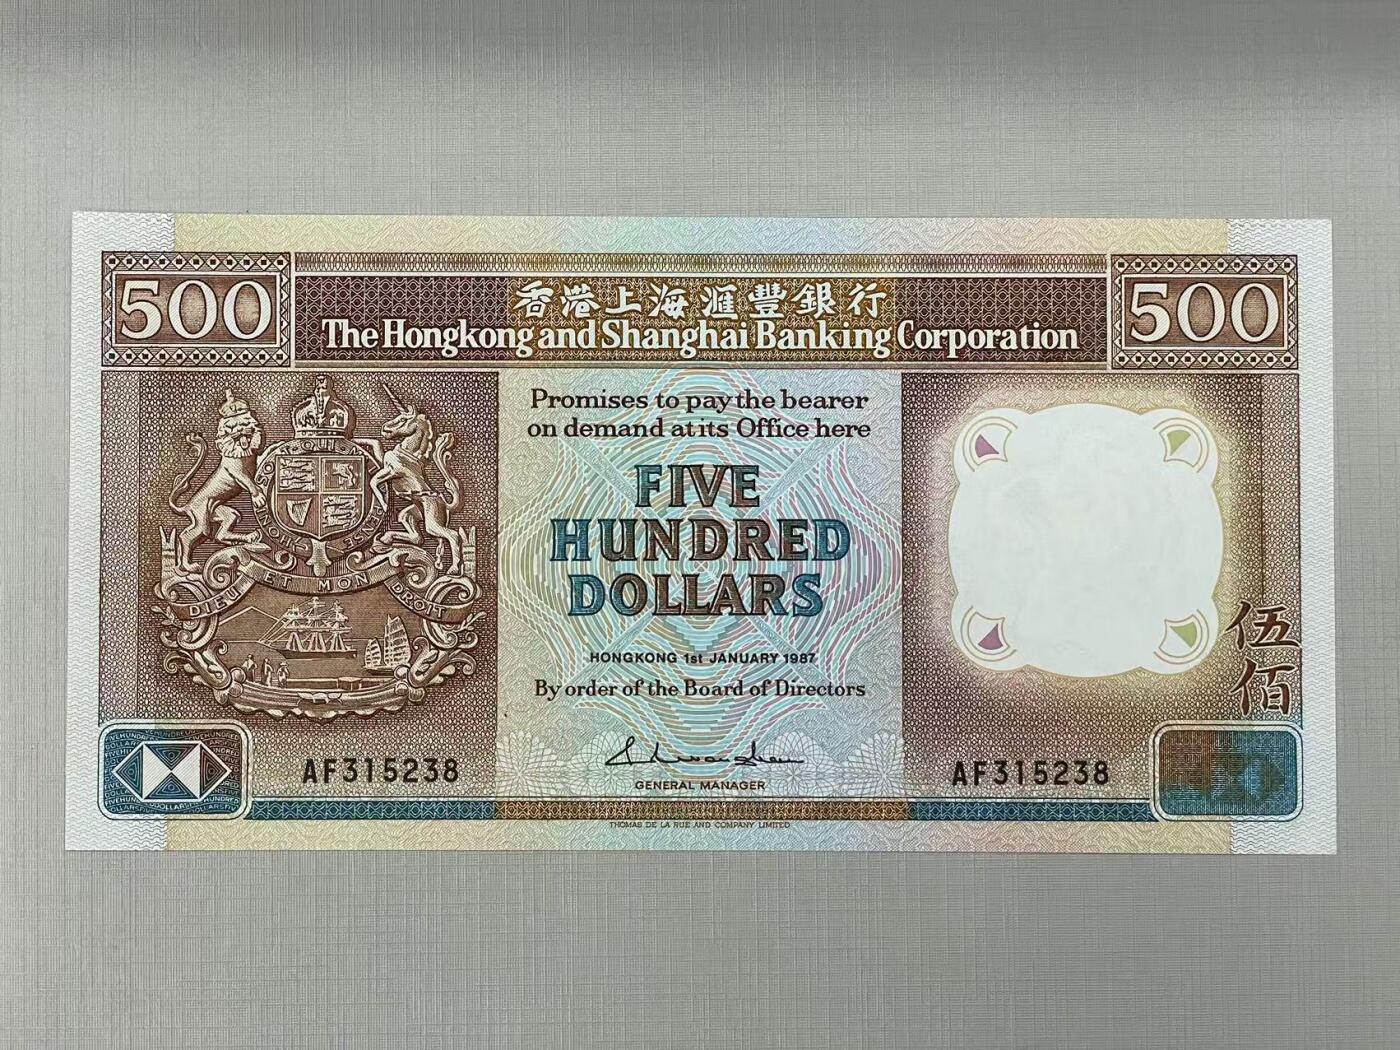 500
500
香港上海滙豐銀行
The Hongkong and Shanghai Banking Corporation
Promises to pay the bearer
on demand at its Office here
FIVE
HUNDRED
DOLLARS
DIEU ET MON DROIT
HONGKONG 1st JANUARY 1987
By order of the Board of Directors
伍
佰
AF315238
AF315238
GENERAL MANAGER
THOMAS DE LA RUE AND COMPANY LIMITED